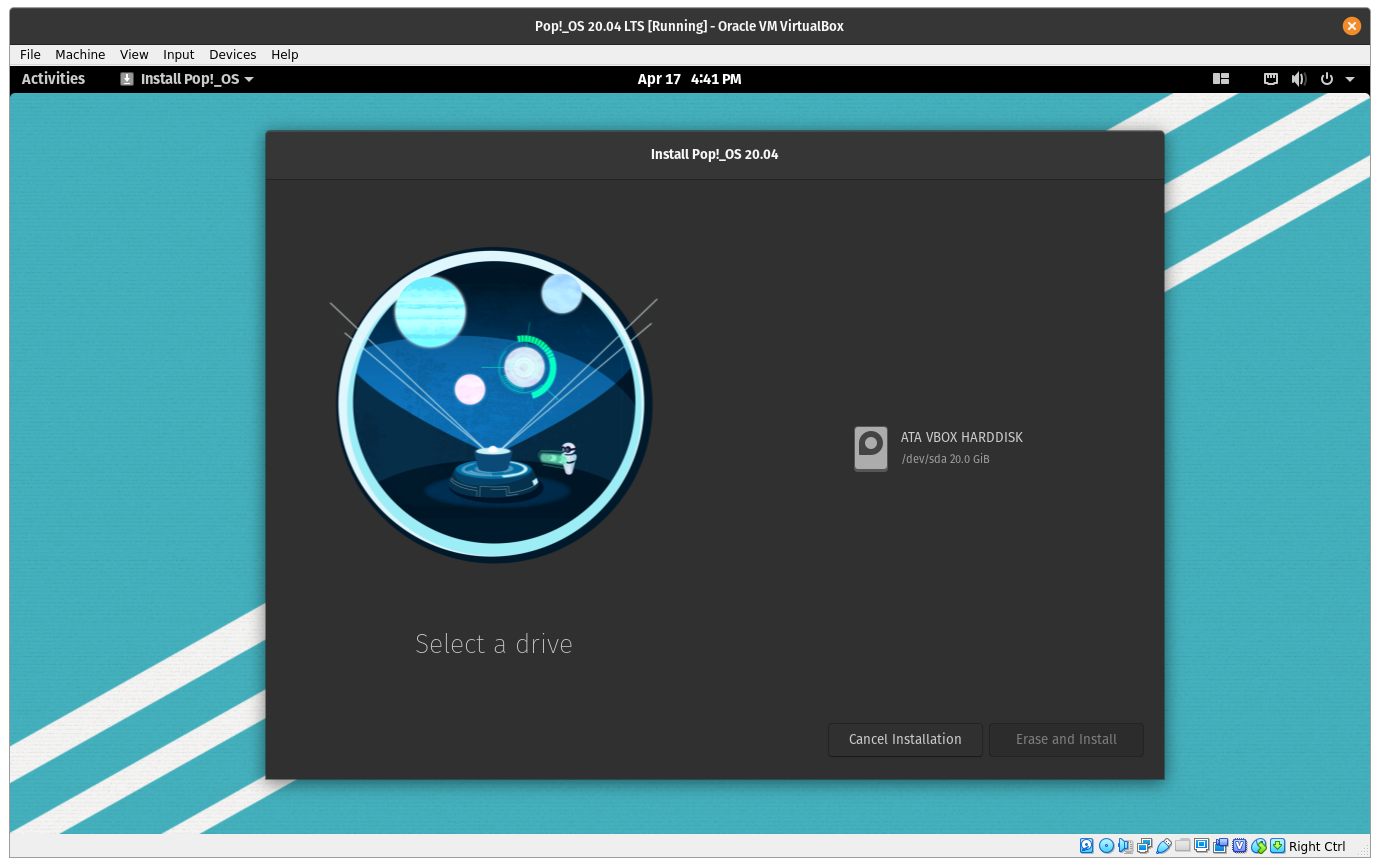 Pop!_OS 20.04 LTS [Running] - Oracle VM VirtualBox
File Machine View Input Devices Help
Activities Install Pop!_OS Apr 17 4:41 PM
Install Pop!_OS 20.04
ATA VBOX HARDDISK
/dev/sda 20.0 GiB
Select a drive
Cancel Installation Erase and Install
Right Ctrl